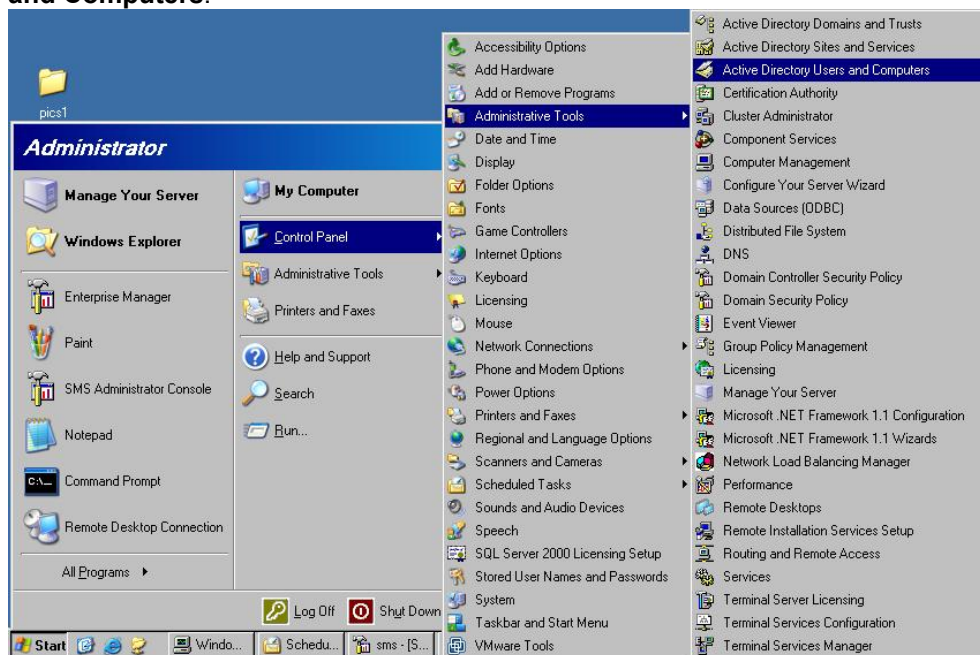 and Computers.
pics1
Administrator
Manage Your Server
Windows Explorer
Enterprise Manager
Paint
SMS Administrator Console
Notepad
Command Prompt
Remote Desktop Connection
All Programs
My Computer
Control Panel
Administrative Tools
Printers and Faxes
Help and Support
Search
Run...
Log Off
Shut Down
Start
Windo...
Schedu...
sms - [S...
Accessibility Options
Add Hardware
Add or Remove Programs
Administrative Tools
Date and Time
Display
Folder Options
Fonts
Game Controllers
Internet Options
Keyboard
Licensing
Mouse
Network Connections
Phone and Modem Options
Power Options
Printers and Faxes
Regional and Language Options
Scanners and Cameras
Scheduled Tasks
Sounds and Audio Devices
Speech
SQL Server 2000 Licensing Setup
Stored User Names and Passwords
System
Taskbar and Start Menu
VMware Tools
Active Directory Domains and Trusts
Active Directory Sites and Services
Active Directory Users and Computers
Certification Authority
Cluster Administrator
Component Services
Computer Management
Configure Your Server Wizard
Data Sources (ODBC)
Distributed File System
DNS
Domain Controller Security Policy
Domain Security Policy
Event Viewer
Group Policy Management
Licensing
Manage Your Server
Microsoft .NET Framework 1.1 Configuration
Microsoft .NET Framework 1.1 Wizards
Network Load Balancing Manager
Performance
Remote Desktops
Remote Installation Services Setup
Routing and Remote Access
Services
Terminal Server Licensing
Terminal Services Configuration
Terminal Services Manager